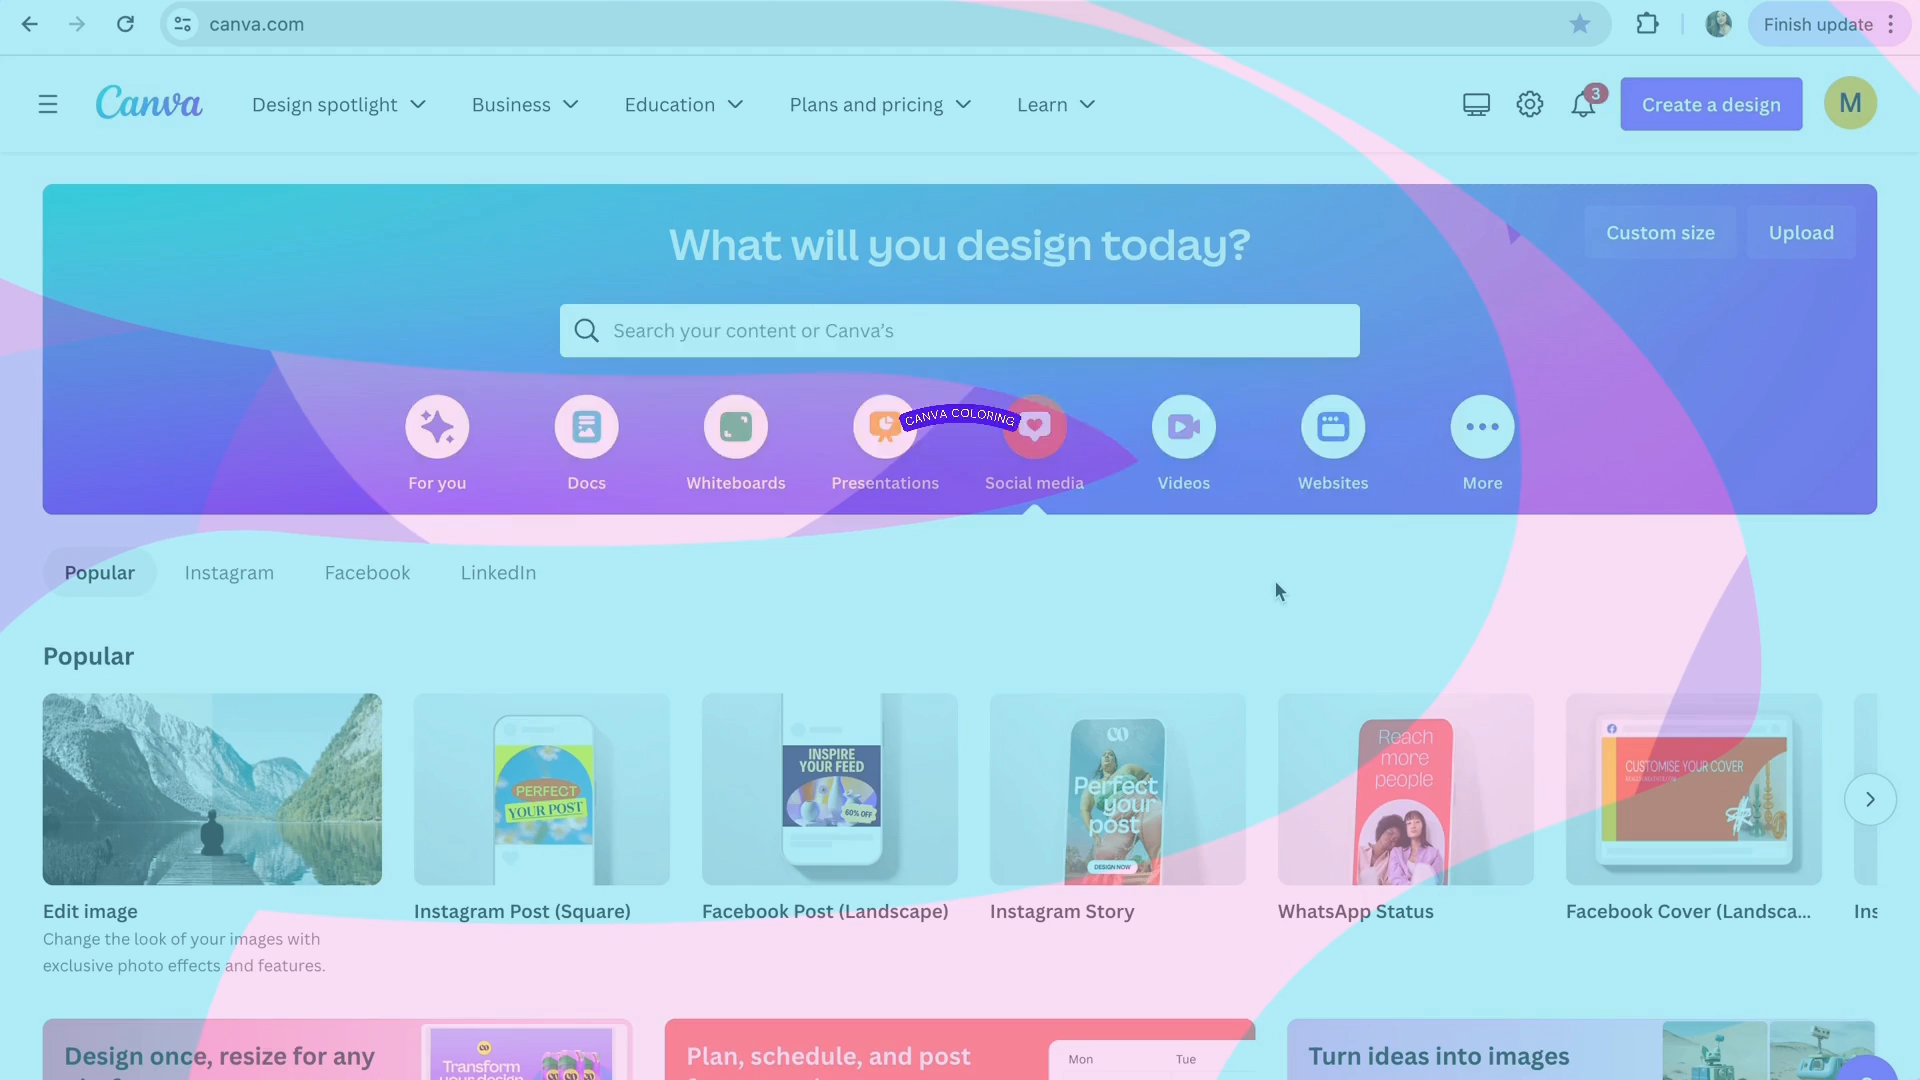 canva.com
Finish update
Canva
Design spotlight
Business
Education
Plans and pricing
Learn
3
Create a design
M
What will you design today?
Custom size
Upload
Search your content or Canva's
CANVA COLORING
For you
Docs
Whiteboards
Presentations
Social media
Videos
Websites
More
Popular
Instagram
Facebook
LinkedIn
Popular
PERFECT
YOUR POST
INSPIRE
YOUR FEED
60% OFF
CO
Perfect
your
post
DESIGN NOW
Reach
more
people
CUSTOMISE YOUR COVER
Edit image
Change the look of your images with
exclusive photo effects and features.
Instagram Post (Square)
Facebook Post (Landscape)
Instagram Story
WhatsApp Status
Facebook Cover (Landsca...
Ins
Design once, resize for any
CO
Transform
your design
Plan, schedule, and post
Mon
Tue
Turn ideas into images